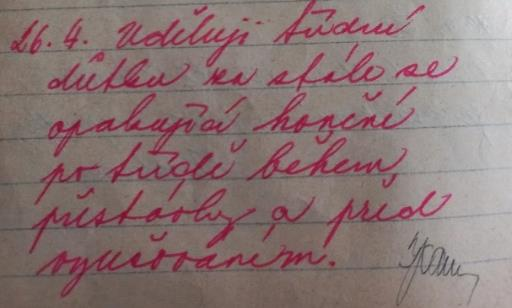 26. 4. Uděluji třídní
důtku za stále se
opakující honění
po třídě během
přestávky a před
vyučováním.